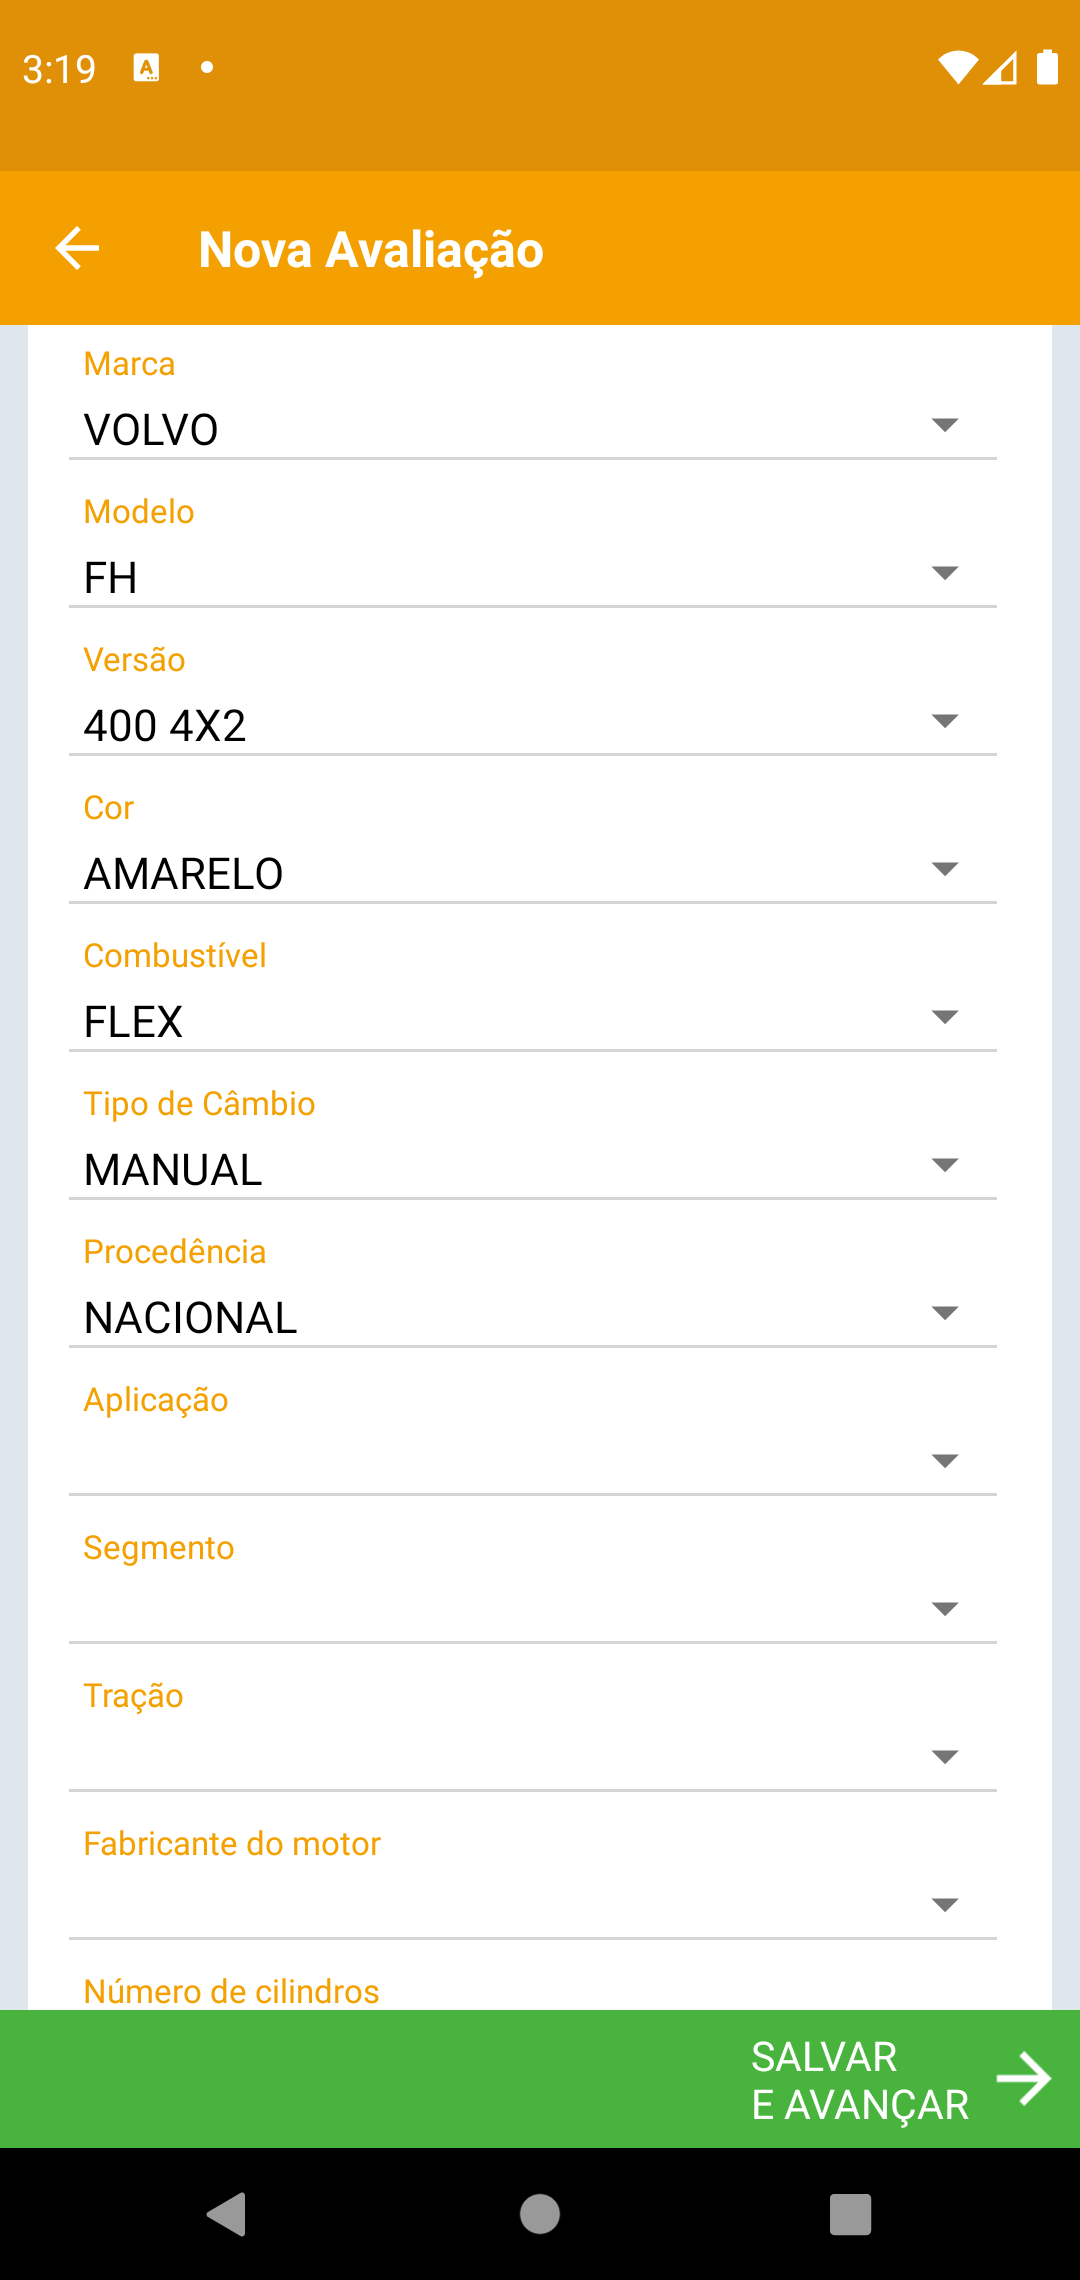 3:19
Nova Avaliação
Marca
VOLVO
Modelo
FH
Versão
400 4X2
Cor
AMARELO
Combustível
FLEX
Tipo de Câmbio
MANUAL
Procedência
NACIONAL
Aplicação
Segmento
Tração
Fabricante do motor
Número de cilindros
SALVAR
E AVANÇAR